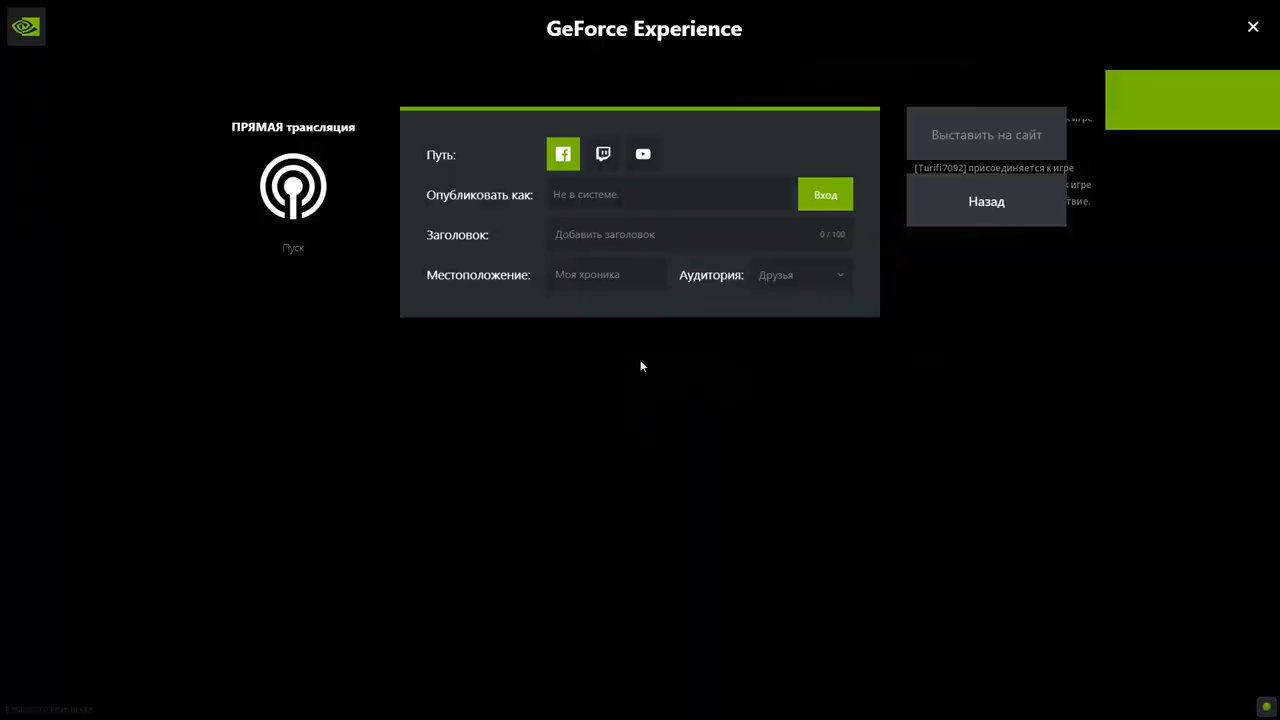 GeForce Experience
ПРЯМАЯ трансляция
Пуск
Путь:
Опубликовать как: Не в системе. Вход
Заголовок: Добавить заголовок 0 / 100
Местоположение: Моя хроника Аудитория: Друзья
Выставить на сайт
[Turifi7092] присоединяется к игре
к игре
Назад